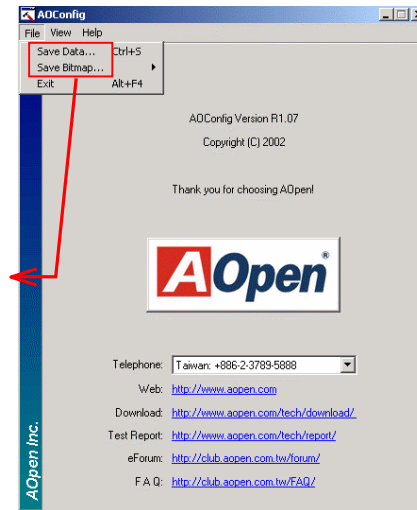 AOConfig
File View Help
Save Data... Ctrl+S
Save Bitmap...
Exit Alt+F4
AOConfig Version R1.07
Copyright (C) 2002
Thank you for choosing AOpen!
AOpen®
Telephone: Taiwan: +886-2-3789-5888
Web: http://www.aopen.com
Download: http://www.aopen.com/tech/download/
Test Report: http://www.aopen.com/tech/report/
eForum: http://club.aopen.com.tw/forum/
F A Q: http://club.aopen.com.tw/FAQ/
AOpen Inc.